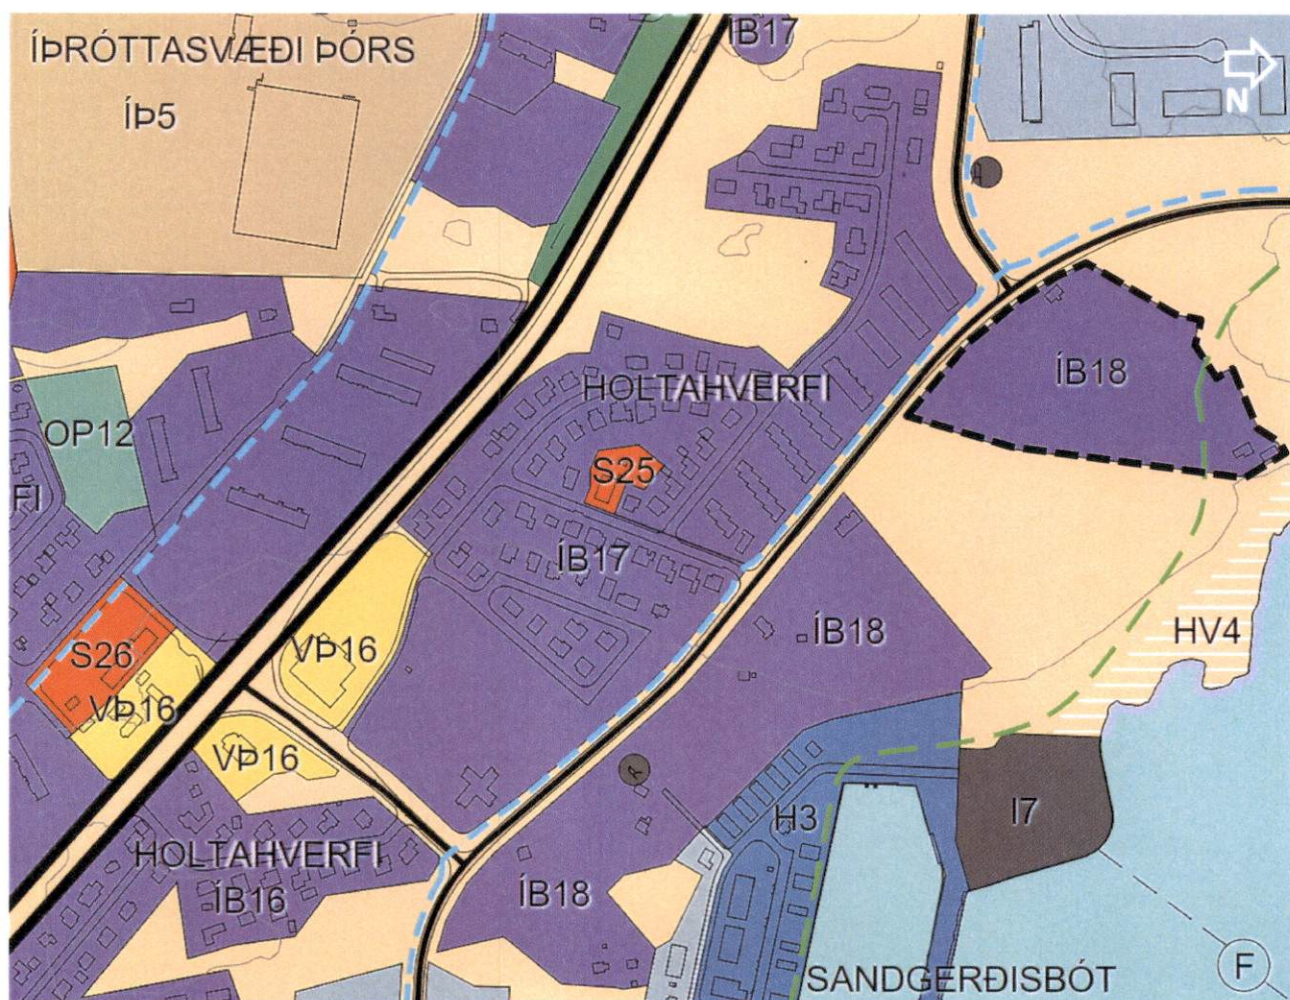 ÍB17
ÍÞRÓTTASVÆÐI ÞÓRS
N
ÍÞ5
ÍB18
HOLTAHVERFI
OP12
S25
FI
ÍB17
ÍB18
HV4
S26
VÞ16
VÞ16
VÞ16
H3
I7
HOLTAHVERFI
ÍB16
ÍB18
F
SANDGERÐISBÓT